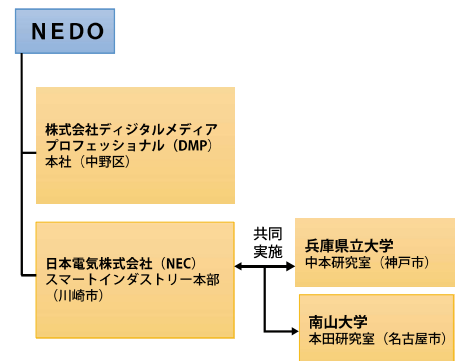 NEDO
株式会社ディジタルメディア
プロフェッショナル（DMP）
本社（中野区）
日本電気株式会社（NEC）
スマートインダストリー本部
（川崎市）
共同
実施
兵庫県立大学
中本研究室（神戸市）
南山大学
本田研究室（名古屋市）